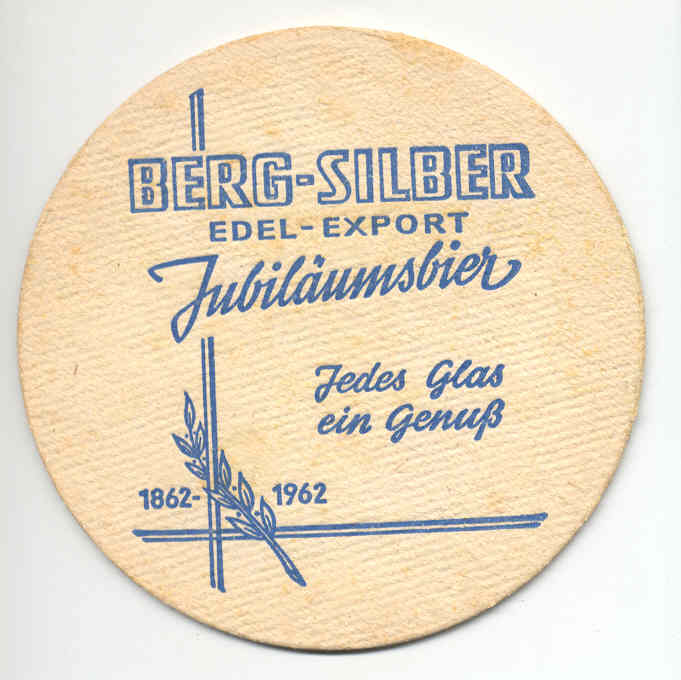 BERG-SILBER
EDEL-EXPORT
Jubiläumsbier
Jedes Glas
ein Genuß
1862-1962